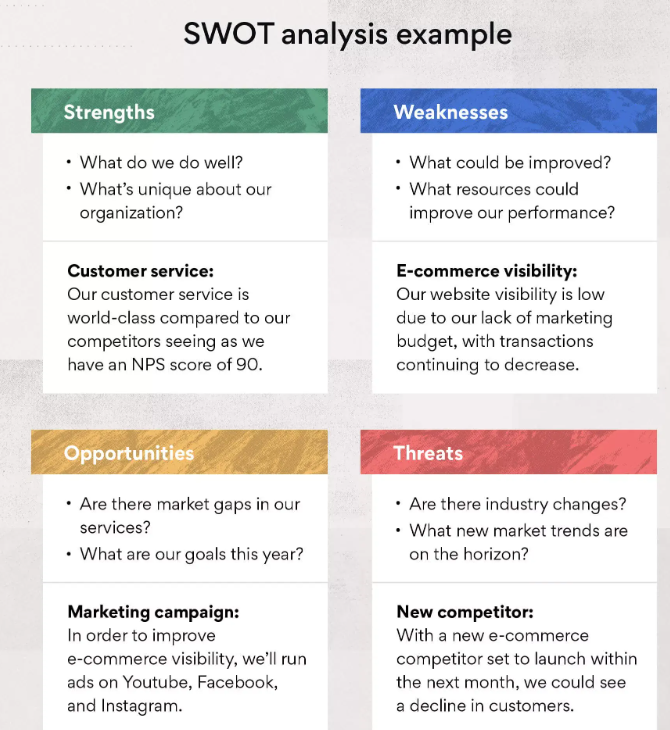 SWOT analysis example
Strengths
• What do we do well?
• What's unique about our
organization?
Customer service:
Our customer service is
world-class compared to our
competitors seeing as we
have an NPS score of 90.
Weaknesses
• What could be improved?
• What resources could
improve our performance?
E-commerce visibility:
Our website visibility is low
due to our lack of marketing
budget, with transactions
continuing to decrease.
Opportunities
• Are there market gaps in our
services?
• What are our goals this year?
Marketing campaign:
In order to improve
e-commerce visibility, we'll run
ads on Youtube, Facebook,
and Instagram.
Threats
• Are there industry changes?
• What new market trends are
on the horizon?
New competitor:
With a new e-commerce
competitor set to launch within
the next month, we could see
a decline in customers.